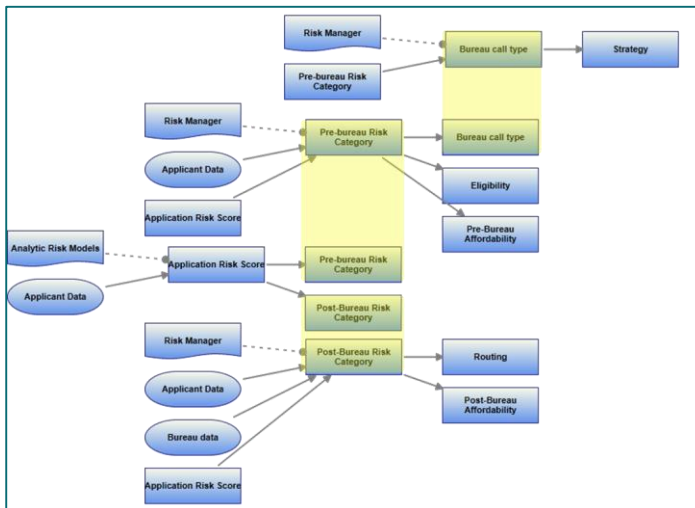 Risk Manager
Bureau call type
Strategy
Pre-bureau Risk
Category
Risk Manager
Pre-bureau Risk
Category
Bureau call type
Applicant Data
Eligibility
Application Risk Score
Pre-Bureau
Affordability
Analytic Risk Models
Application Risk Score
Pre-bureau Risk
Category
Applicant Data
Post-Bureau Risk
Category
Risk Manager
Post-Bureau Risk
Category
Routing
Applicant Data
Post-Bureau
Affordability
Bureau data
Application Risk Score